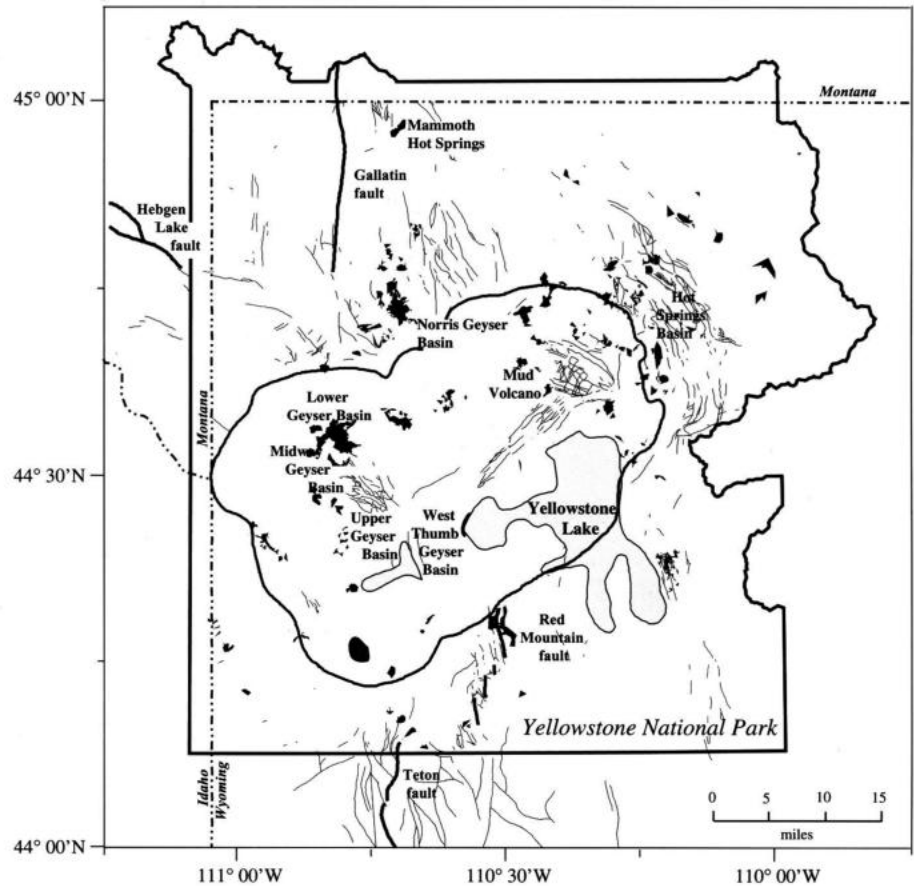 45° 00'N
Montana
Mammoth
Hot Springs
Gallatin
fault
Hebgen
Lake
fault
Hot
Springs
Basin
Norris Geyser
Basin
Mud
Volcano
Lower
Geyser Basin
Montana
Midw
Geyser
Basin
44° 30'N
Yellowstone
Lake
Upper
Geyser
Basin
West
Thumb
Geyser
Basin
Red
Mountain
fault
Yellowstone National Park
Teton
fault
Idaho
Wyoming
0 5 10 15
miles
44° 00'N
111° 00'W
110° 30'W
110° 00'W